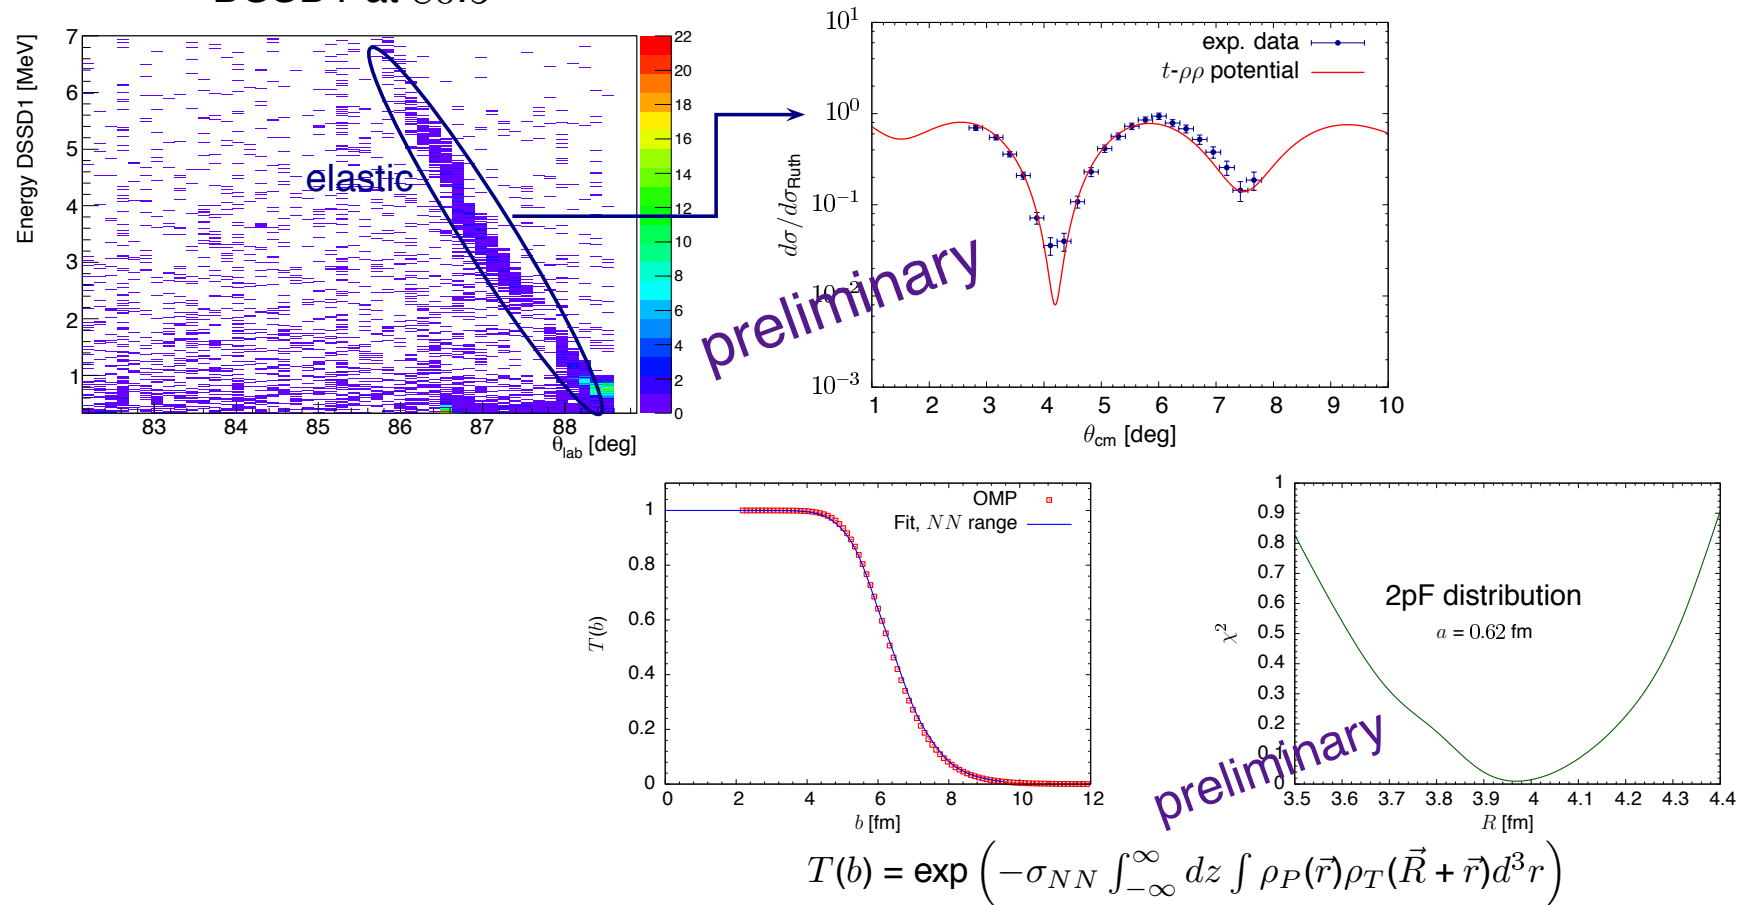 Energy DSSD1 [MeV]
7
6
5
4
3
2
1
83 84 85 86 87 88
θlab [deg]
elastic
22
20
18
16
14
12
10
8
6
4
2
0
10^1
10^0
10^−1
10^−2
10^−3
dσ/dσRuth
exp. data
t-ρρ potential
1 2 3 4 5 6 7 8 9 10
θcm [deg]
preliminary
1
0.8
0.6
0.4
0.2
0
T(b)
OMP
Fit, NN range
0 2 4 6 8 10 12
b [fm]
1
0.9
0.8
0.7
0.6
0.5
0.4
0.3
0.2
0.1
0
χ²
2pF distribution
a = 0.62 fm
3.5 3.6 3.7 3.8 3.9 4 4.1 4.2 4.3 4.4
R [fm]
preliminary
T(b) = exp (−σNN ∫−∞^∞ dz ∫ ρP(r⃗)ρT(R⃗ + r⃗)d³r)